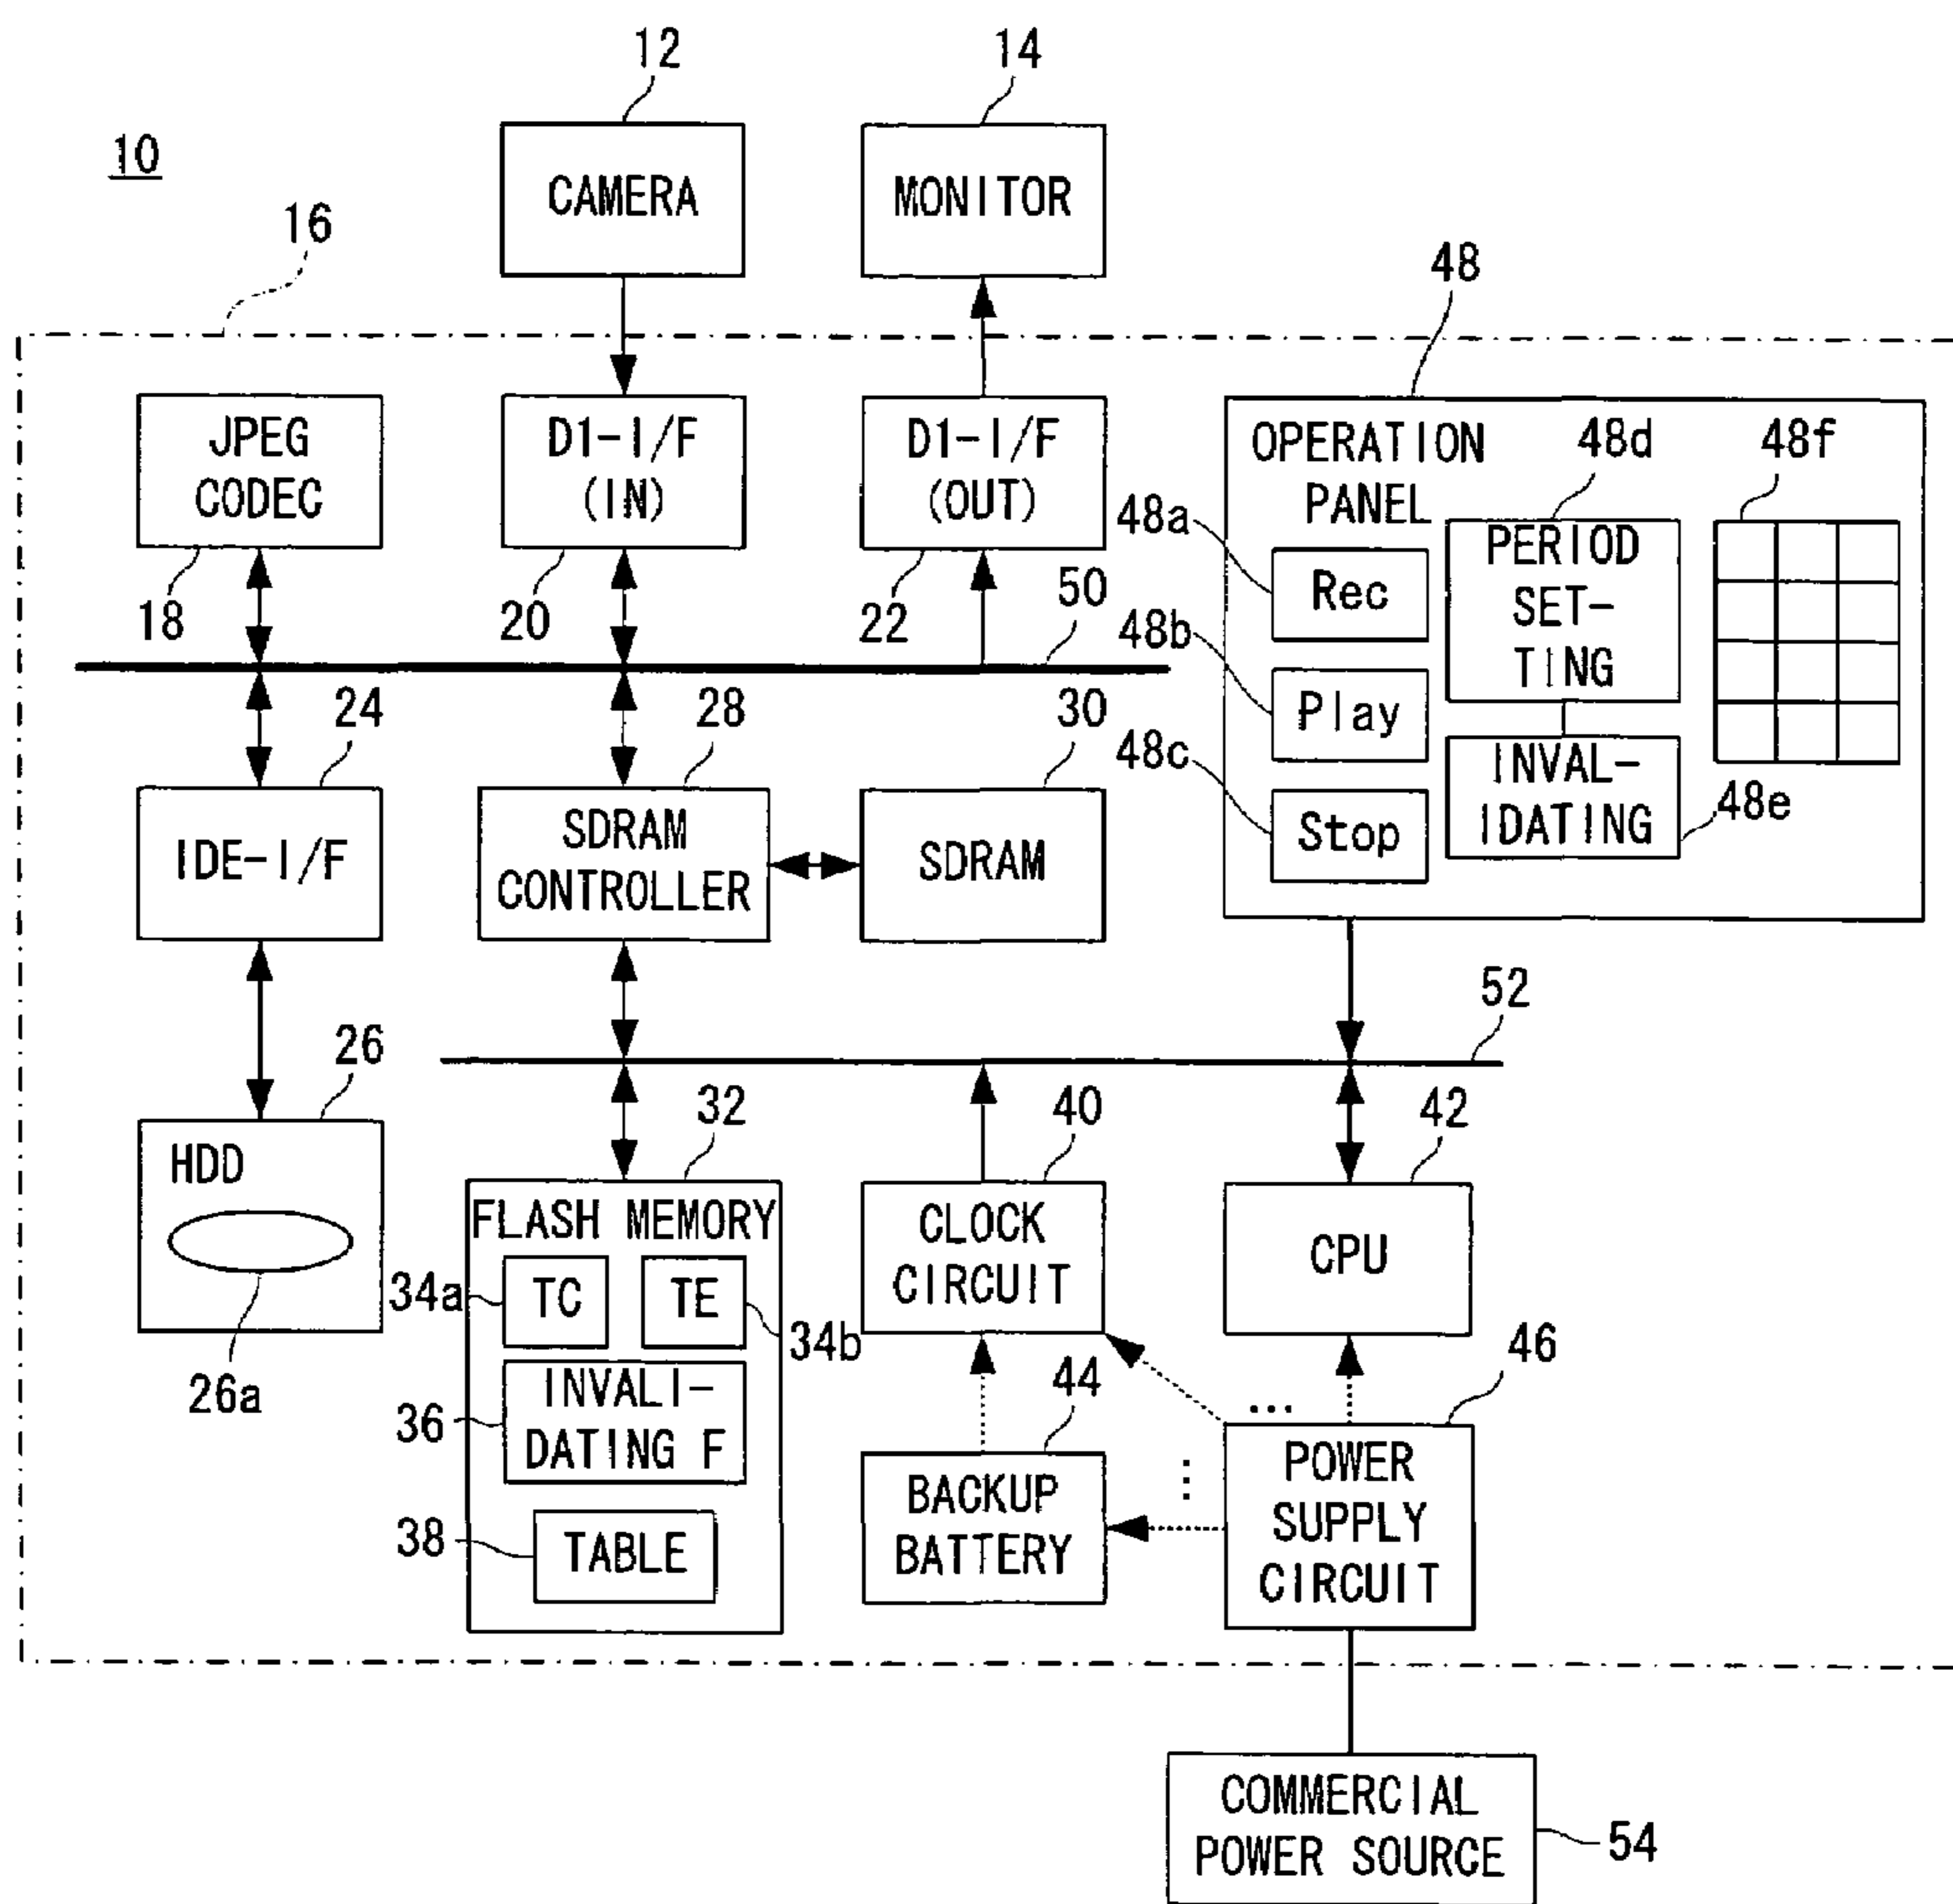 12
14
10
CAMERA
MONITOR
16
48
JPEG
CODEC
D1-I/F
(IN)
D1-I/F
(OUT)
OPERATION
PANEL
48d
48f
48a
Rec
PERIOD
SET-
TING
18
20
22
50
48b
Play
24
28
30
48c
Stop
INVAL-
IDATING
48e
IDE-I/F
SDRAM
CONTROLLER
SDRAM
52
26
32
40
42
HDD
26a
FLASH MEMORY
34a
TC
TE
34b
CLOCK
CIRCUIT
CPU
36
INVALI-
DATING F
44
...
46
38
TABLE
BACKUP
BATTERY
...
POWER
SUPPLY
CIRCUIT
COMMERCIAL
POWER SOURCE
54